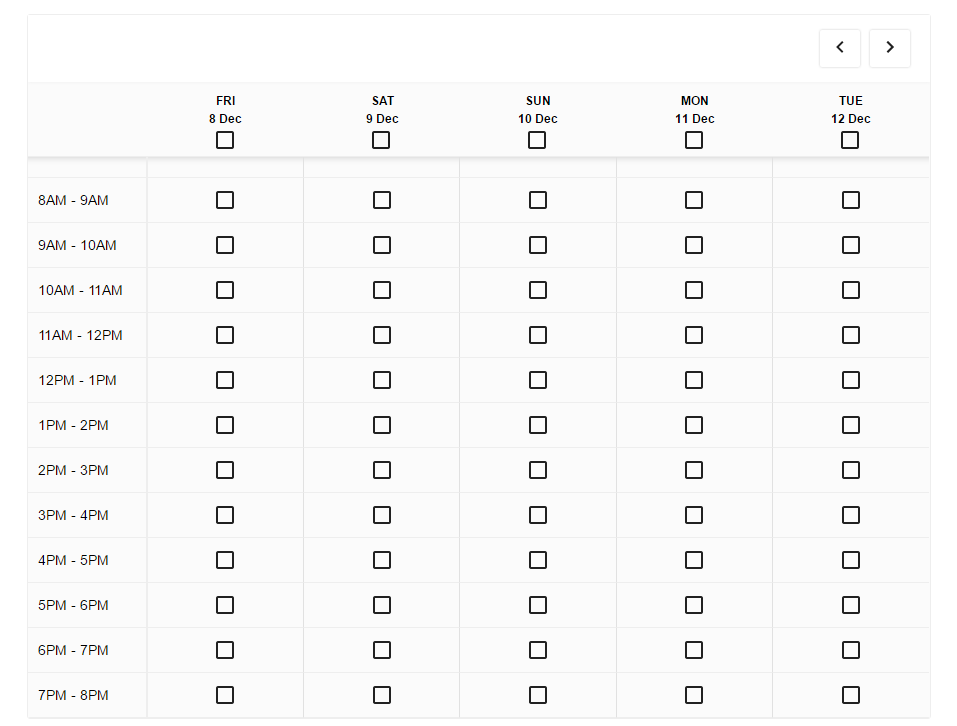 FRI SAT SUN MON TUE
8 Dec 9 Dec 10 Dec 11 Dec 12 Dec
8AM - 9AM
9AM - 10AM
10AM - 11AM
11AM - 12PM
12PM - 1PM
1PM - 2PM
2PM - 3PM
3PM - 4PM
4PM - 5PM
5PM - 6PM
6PM - 7PM
7PM - 8PM